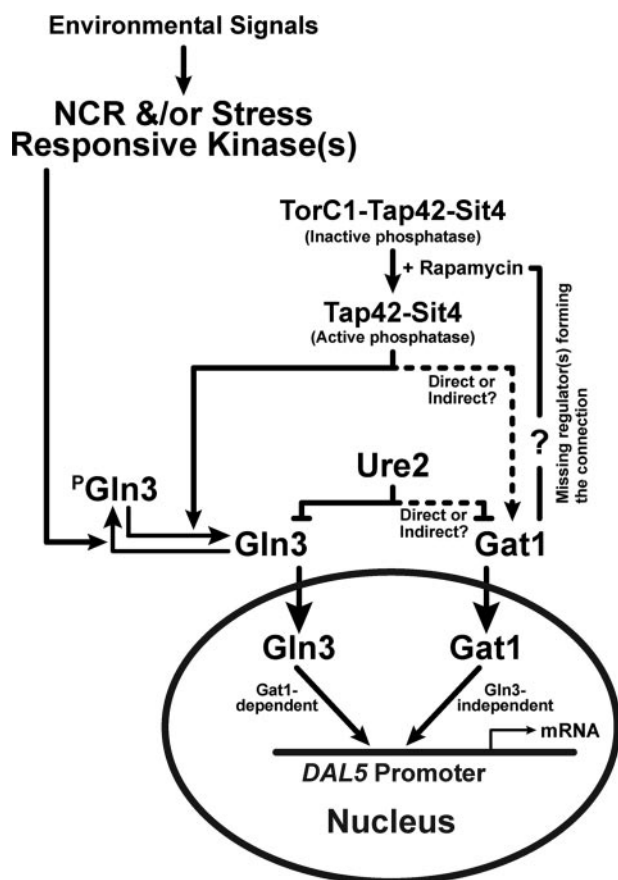 Environmental Signals
NCR &/or Stress
Responsive Kinase(s)
TorC1-Tap42-Sit4
(Inactive phosphatase)
+ Rapamycin
Tap42-Sit4
(Active phosphatase)
Direct or
Indirect?
Missing regulator(s) forming
the connection
?
Ure2
Direct or
Indirect?
PGln3
Gln3
Gat1
Gln3
Gat1
Gat1-
dependent
Gln3-
independent
mRNA
DAL5 Promoter
Nucleus